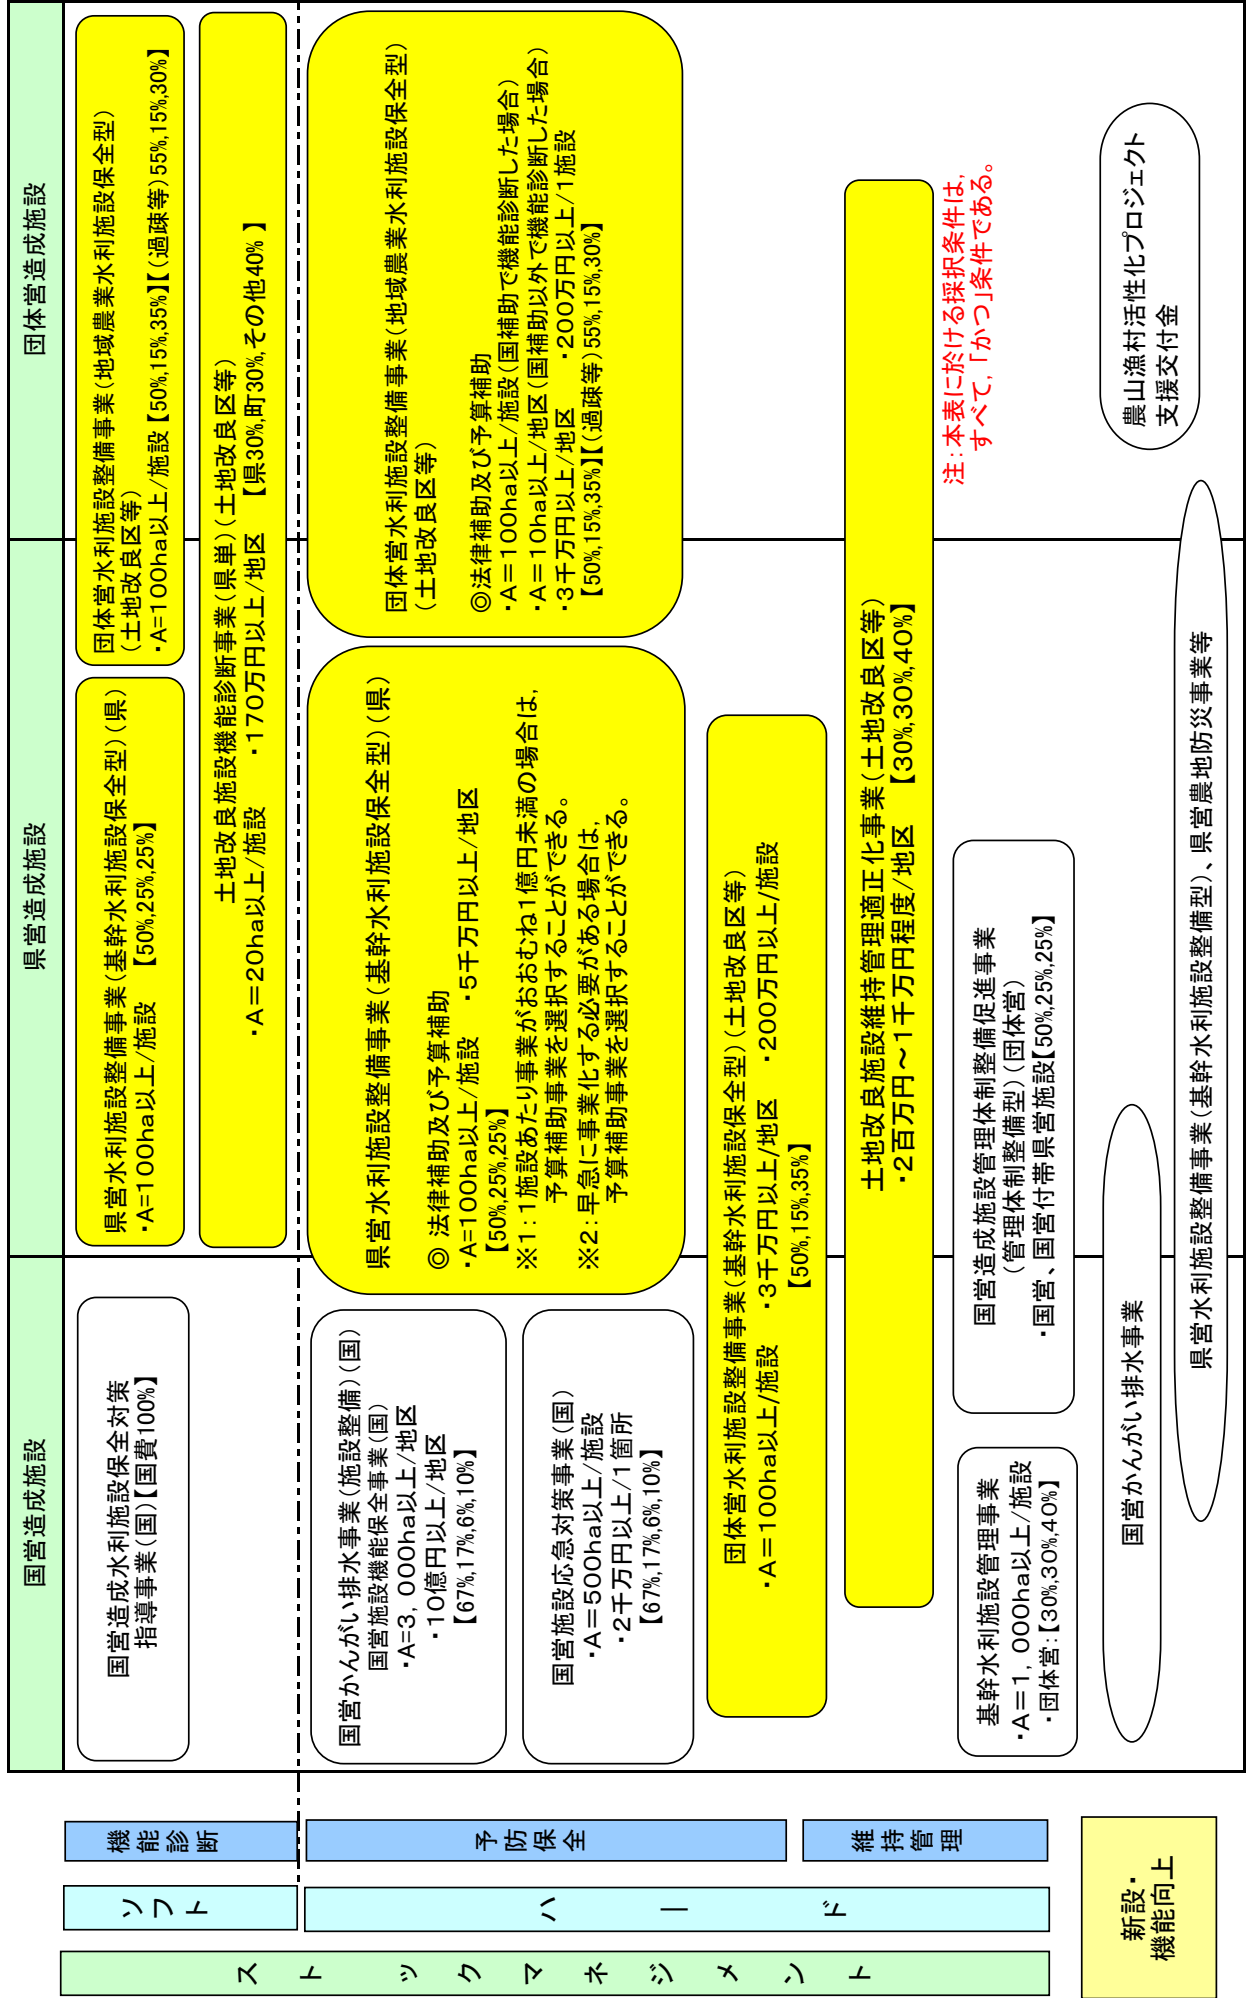 国営造成施設
県営造成施設
団体営造成施設
ストックマネジメント
ソフト
ハード
機能診断
予防保全
維持管理
新設・
機能向上
国営造成水利施設保全対策
指導事業（国）【国費100%】
県営水利施設整備事業（基幹水利施設保全型）（県）
・A=100ha以上/施設　【50%,25%,25%】
団体営水利施設整備事業（地域農業水利施設保全型）
（土地改良区等）
・A=100ha以上/施設【50%,15%,35%】【（過疎等）55%,15%,30%】
土地改良施設機能診断事業（県単）（土地改良区等）
・A＝20ha以上/施設　・170万円以上/地区　【県30%,町30%,その他40%】
国営かんがい排水事業（施設整備）（国）
国営施設機能保全事業（国）
・A=3，000ha以上/地区
・10億円以上/地区
【67%,17%,6%,10%】
国営施設応急対策事業（国）
・A＝500ha以上/施設
・2千万円以上/1箇所
【67%,17%,6%,10%】
県営水利施設整備事業（基幹水利施設保全型）（県）
◎ 法律補助及び予算補助
・A=100ha以上/施設　・5千万円以上/地区
【50%,25%,25%】
※1：1施設あたり事業がおおむね1億円未満の場合は，
予算補助事業を選択することができる。
※2：早急に事業化する必要がある場合は，
予算補助事業を選択することができる。
団体営水利施設整備事業（地域農業水利施設保全型）
（土地改良区等）
◎法律補助及び予算補助
・A＝100ha以上/施設（国補助で機能診断した場合）
・A＝10ha以上/地区（国補助以外で機能診断した場合）
・3千万円以上/地区　・200万円以上/1施設
【50%,15%,35%】【（過疎等）55%,15%,30%】
団体営水利施設整備事業（基幹水利施設保全型）（土地改良区等）
・A＝100ha以上/施設　・3千万円以上/地区　・200万円以上/施設
【50%,15%,35%】
土地改良施設維持管理適正化事業（土地改良区等）
・2百万円～1千万円程度/地区　【30%,30%,40%】
注：本表に於ける採択条件は，
すべて，「かつ」条件である。
基幹水利施設管理事業
・A＝1，000ha以上/施設
・団体営：【30%,30%,40%】
国営造成施設管理体制整備促進事業
（管理体制整備型）（団体営）
・国営、国営付帯県営施設【50%,25%,25%】
国営かんがい排水事業
農山漁村活性化プロジェクト
支援交付金
県営水利施設整備事業（基幹水利施設整備型）、県営農地防災事業等